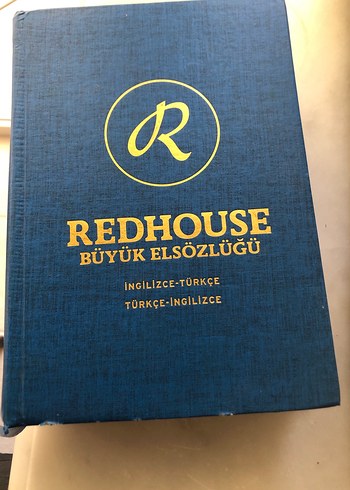 R
REDHOUSE
BÜYÜK ELSÖZLÜĞÜ
İNGİLİZCE-TÜRKÇE
TÜRKÇE-İNGİLİZCE